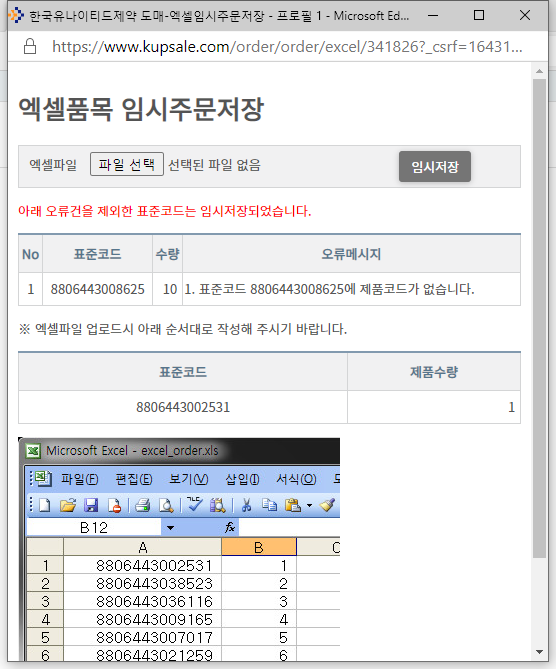 한국유나이티드제약 도매-엑셀임시주문저장 - 프로필 1 - Microsoft Ed...
https://www.kupsale.com/order/order/excel/341826?_csrf=16431...
엑셀품목 임시주문저장
엑셀파일 파일 선택 선택된 파일 없음 임시저장
아래 오류건을 제외한 표준코드는 임시저장되었습니다.
No 표준코드 수량 오류메시지
1 8806443008625 10 1. 표준코드 8806443008625에 제품코드가 없습니다.
※ 엑셀파일 업로드시 아래 순서대로 작성해 주시기 바랍니다.
표준코드 제품수량
8806443002531 1
Microsoft Excel - excel_order.xls
파일(F) 편집(E) 보기(V) 삽입(I) 서식(O)
B12 fx
A B
1 8806443002531 1
2 8806443038523 2
3 8806443036116 3
4 8806443009165 4
5 8806443007017 5
6 8806443021259 6